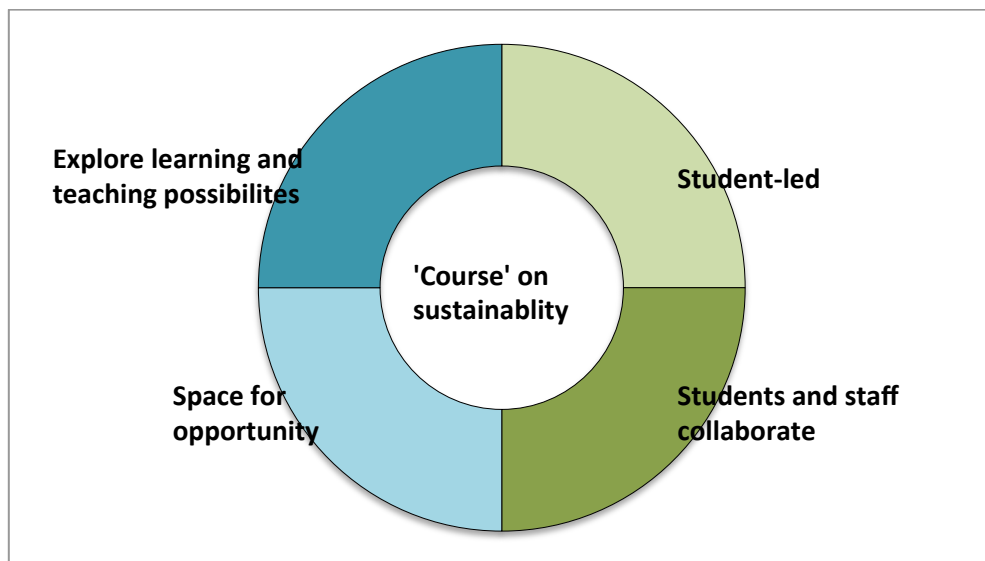 Explore learning and
teaching possibilites
Student-led
'Course' on
sustainablity
Space for
opportunity
Students and staff
collaborate